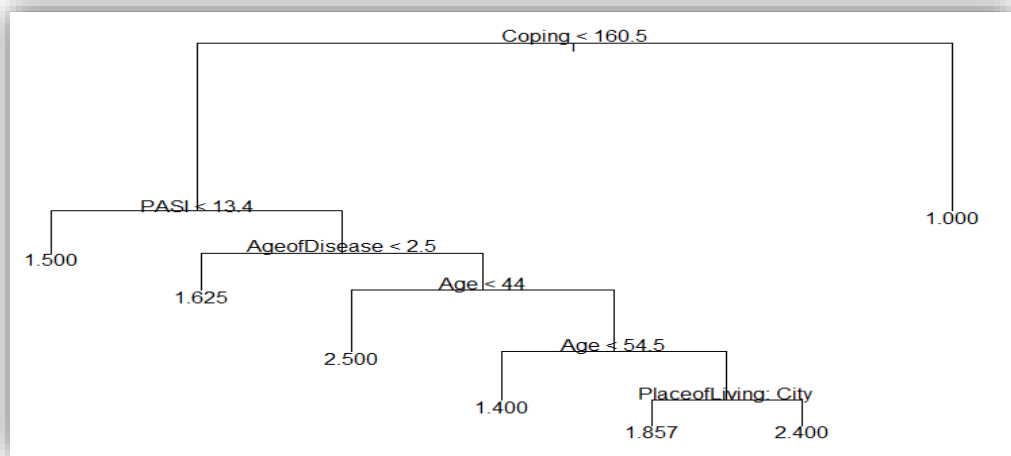 Coping < 160.5
PASI < 13.4
1.000
AgeofDisease < 2.5
1.500
Age < 44
1.625
Age < 54.5
2.500
PlaceofLiving: City
1.400
1.857
2.400